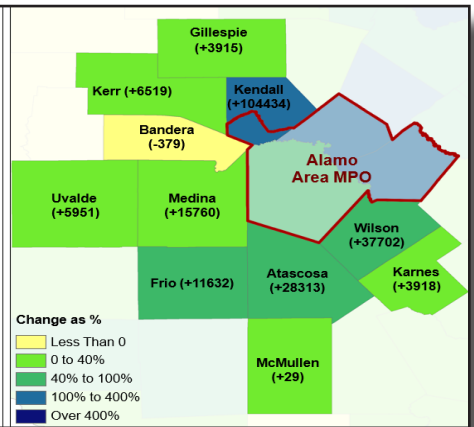 Gillespie
(+3915)
Kerr (+6519)
Kendall
(+104434)
Bandera
(-379)
Alamo
Area MPO
Uvalde
(+5951)
Medina
(+15760)
Wilson
(+37702)
Frio (+11632)
Atascosa
(+28313)
Karnes
(+3918)
McMullen
(+29)
Change as %
Less Than 0
0 to 40%
40% to 100%
100% to 400%
Over 400%